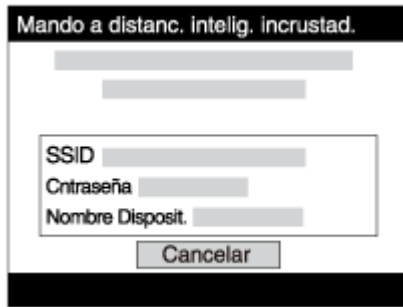 Mando a distanc. intelig. incrustad.
SSID
Cntraseña
Nombre Disposit.
Cancelar